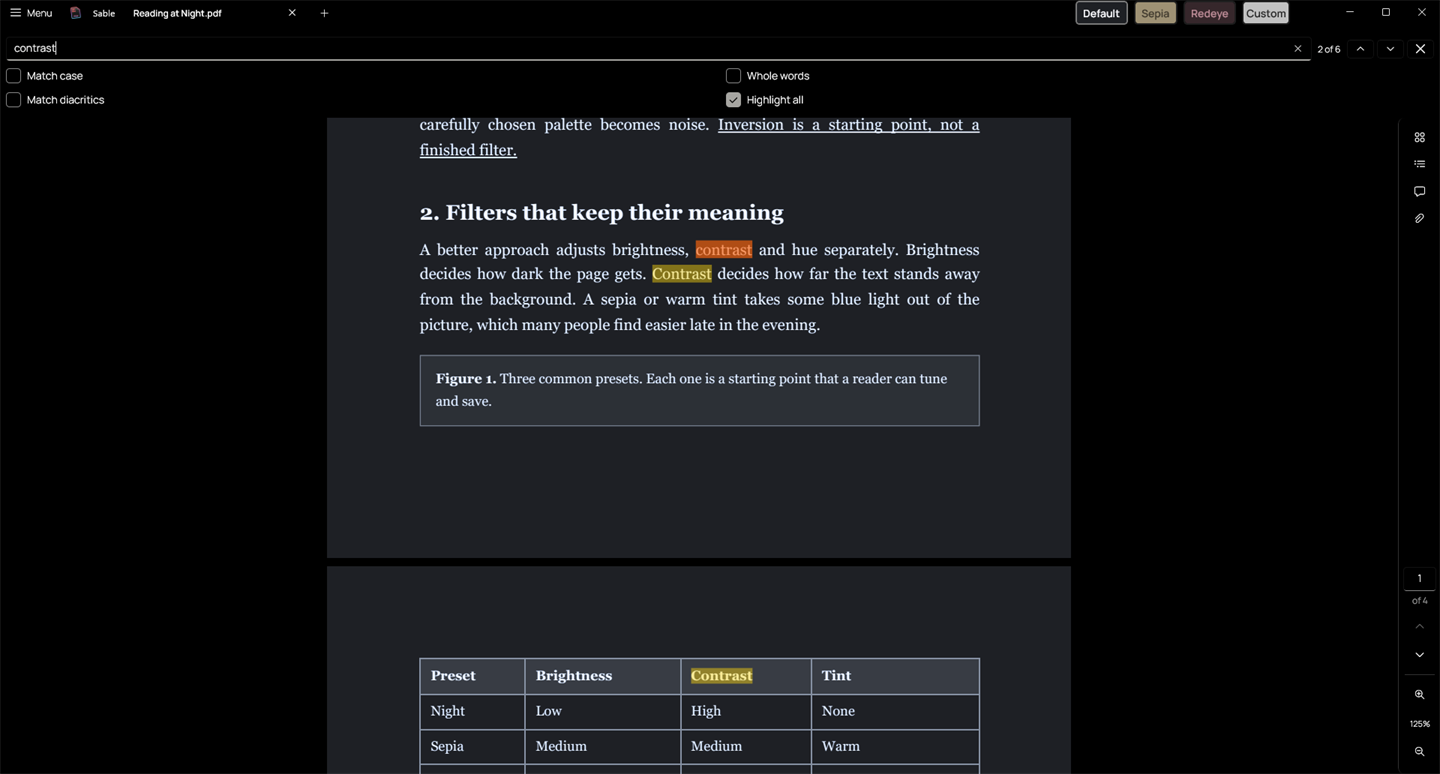 Menu
Sable
Reading at Night.pdf
Default
Sepia
Redeye
Custom
contrast
2 of 6
Match case
Whole words
Match diacritics
Highlight all
carefully chosen palette becomes noise. Inversion is a starting point, not a
finished filter.
2. Filters that keep their meaning
A better approach adjusts brightness, contrast and hue separately. Brightness
decides how dark the page gets. Contrast decides how far the text stands away
from the background. A sepia or warm tint takes some blue light out of the
picture, which many people find easier late in the evening.
Figure 1. Three common presets. Each one is a starting point that a reader can tune
and save.
1
of 4
Preset Brightness Contrast Tint
Night Low High None
Sepia Medium Medium Warm
125%